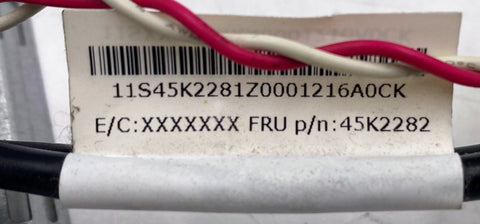 11S45K2281Z0001216A0CK
E/C:XXXXXXX FRU p/n:45K2282